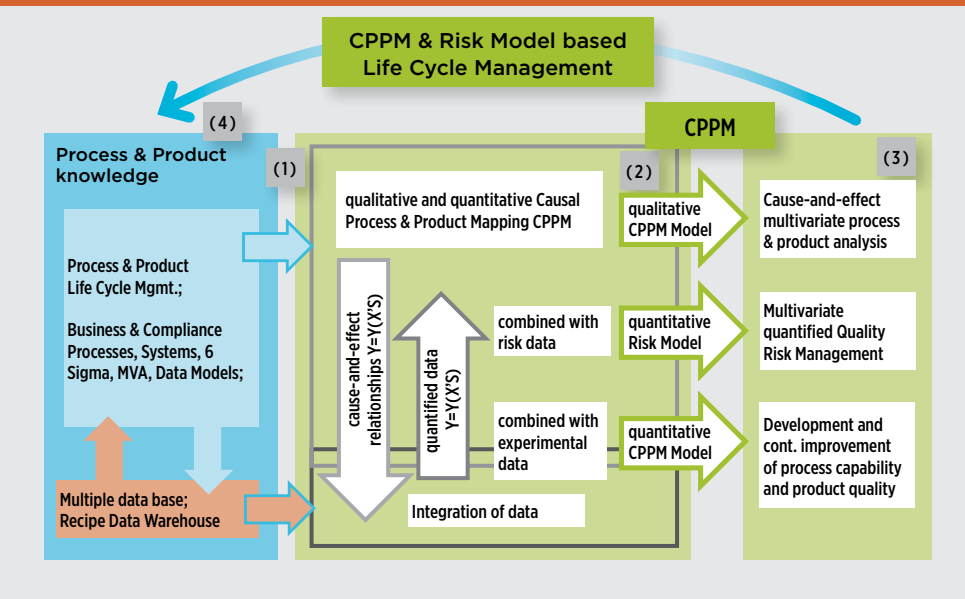 CPPM & Risk Model based
Life Cycle Management
(4)
Process & Product
knowledge
(1)
Process & Product
Life Cycle Mgmt.;
Business & Compliance
Processes, Systems, 6
Sigma, MVA, Data Models;
Multiple data base;
Recipe Data Warehouse
CPPM
(2)
qualitative and quantitative Causal
Process & Product Mapping CPPM
cause-and-effect
relationships Y=Y(X'S)
quantified data
Y=Y(X'S)
combined with
risk data
combined with
experimental
data
Integration of data
qualitative
CPPM Model
quantitative
Risk Model
quantitative
CPPM Model
(3)
Cause-and-effect
multivariate process
& product analysis
Multivariate
quantified Quality
Risk Management
Development and
cont. improvement
of process capability
and product quality